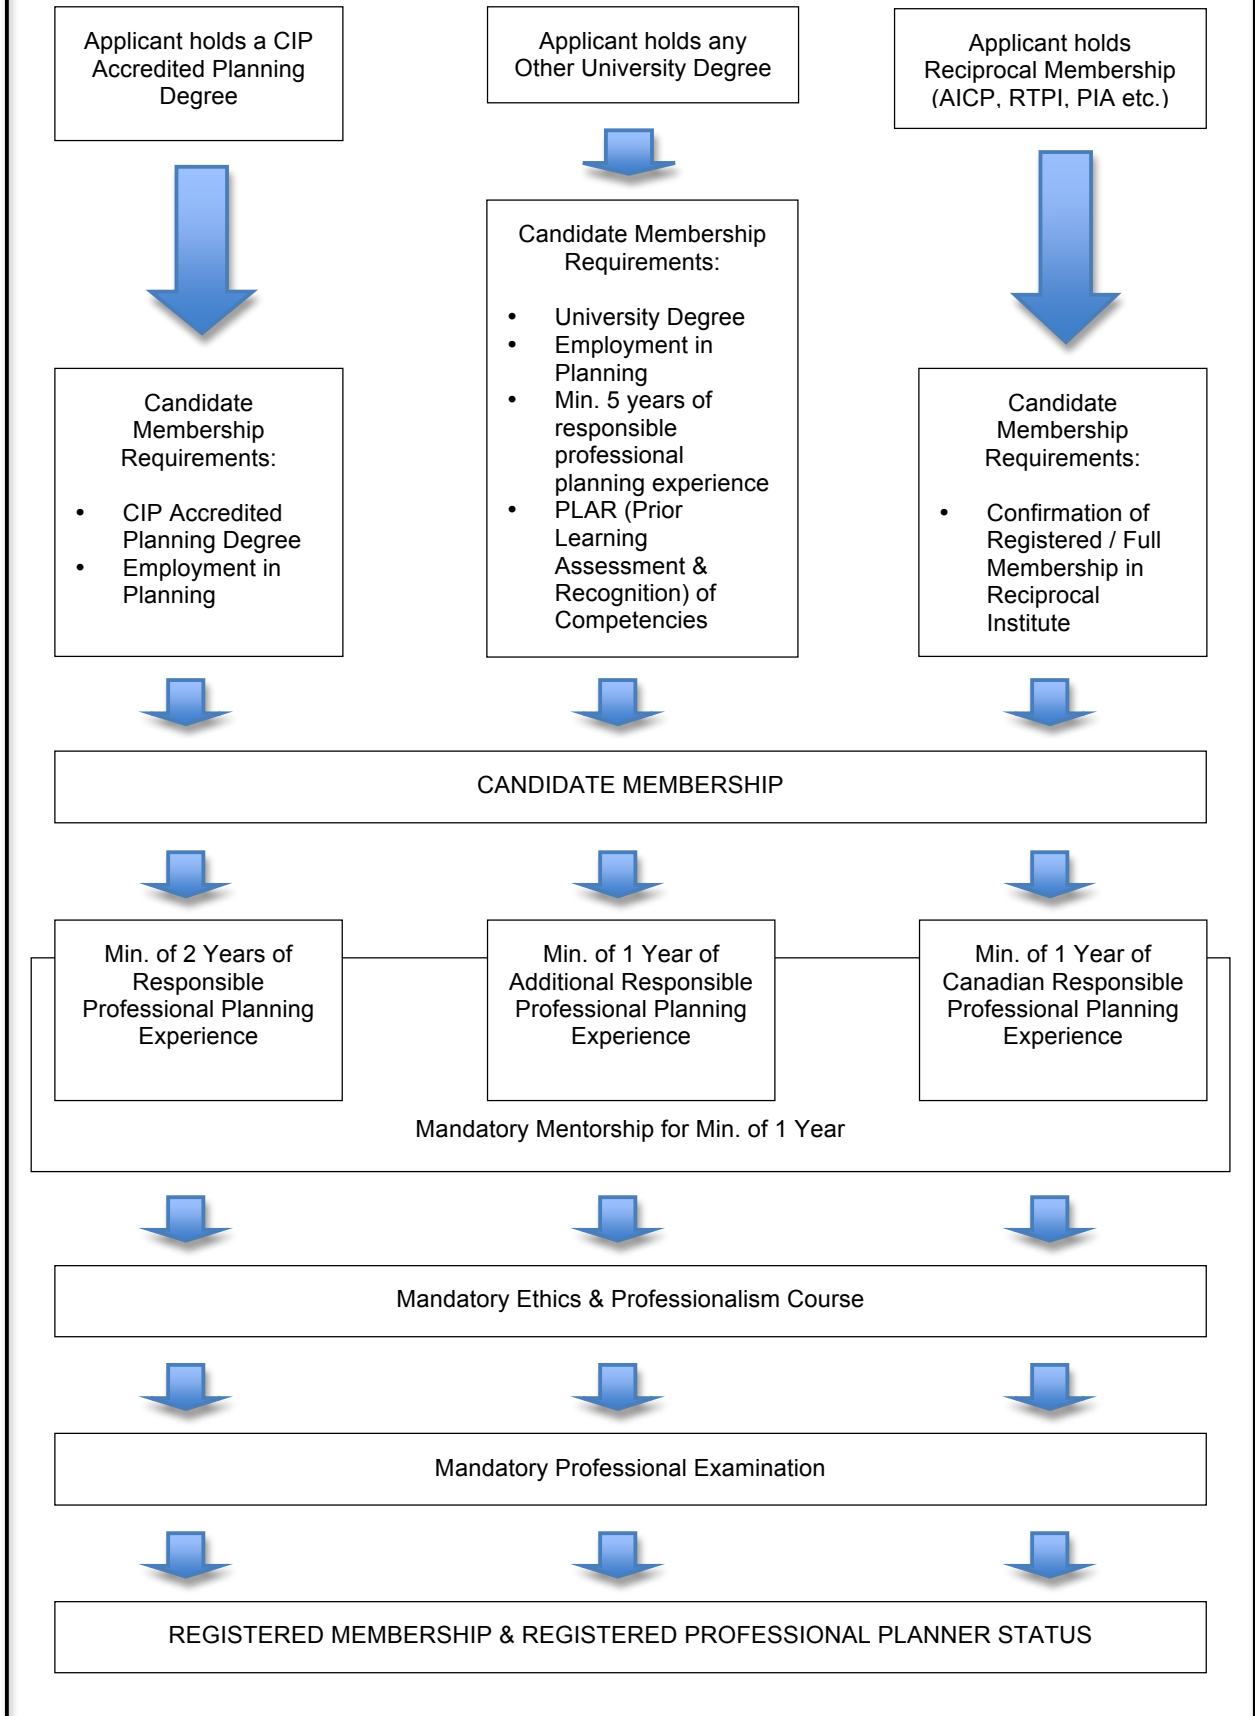 Applicant holds a CIP
Accredited Planning
Degree
Applicant holds any
Other University Degree
Applicant holds
Reciprocal Membership
(AICP, RTPI, PIA etc.)
Candidate
Membership
Requirements:
• CIP Accredited
Planning Degree
• Employment in
Planning
Candidate Membership
Requirements:
• University Degree
• Employment in
Planning
• Min. 5 years of
responsible
professional
planning experience
• PLAR (Prior
Learning
Assessment &
Recognition) of
Competencies
Candidate
Membership
Requirements:
• Confirmation of
Registered / Full
Membership in
Reciprocal
Institute
CANDIDATE MEMBERSHIP
Min. of 2 Years of
Responsible
Professional Planning
Experience
Min. of 1 Year of
Additional Responsible
Professional Planning
Experience
Min. of 1 Year of
Canadian Responsible
Professional Planning
Experience
Mandatory Mentorship for Min. of 1 Year
Mandatory Ethics & Professionalism Course
Mandatory Professional Examination
REGISTERED MEMBERSHIP & REGISTERED PROFESSIONAL PLANNER STATUS